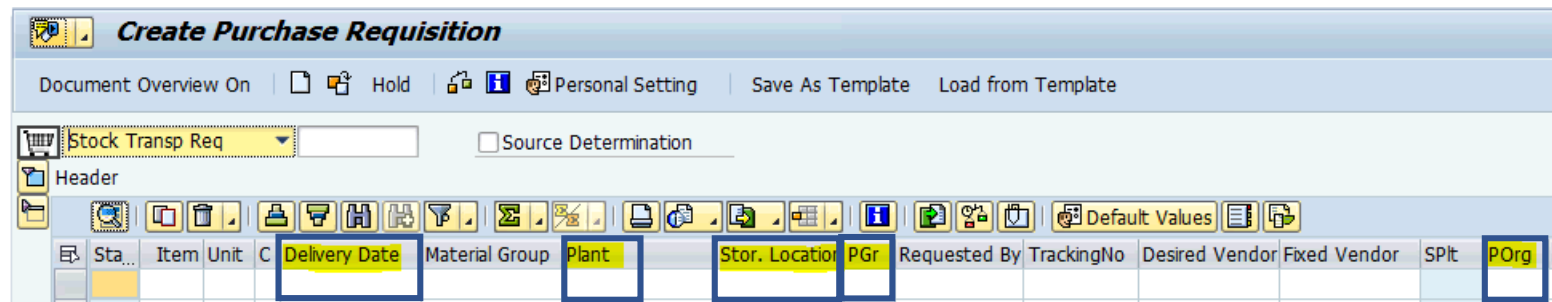 Create Purchase Requisition
Document Overview On Hold Personal Setting Save As Template Load from Template
Stock Transp Req Source Determination
Header
Default Values
Sta... Item Unit C Delivery Date Material Group Plant Stor. Location PGr Requested By TrackingNo Desired Vendor Fixed Vendor SPlt POrg